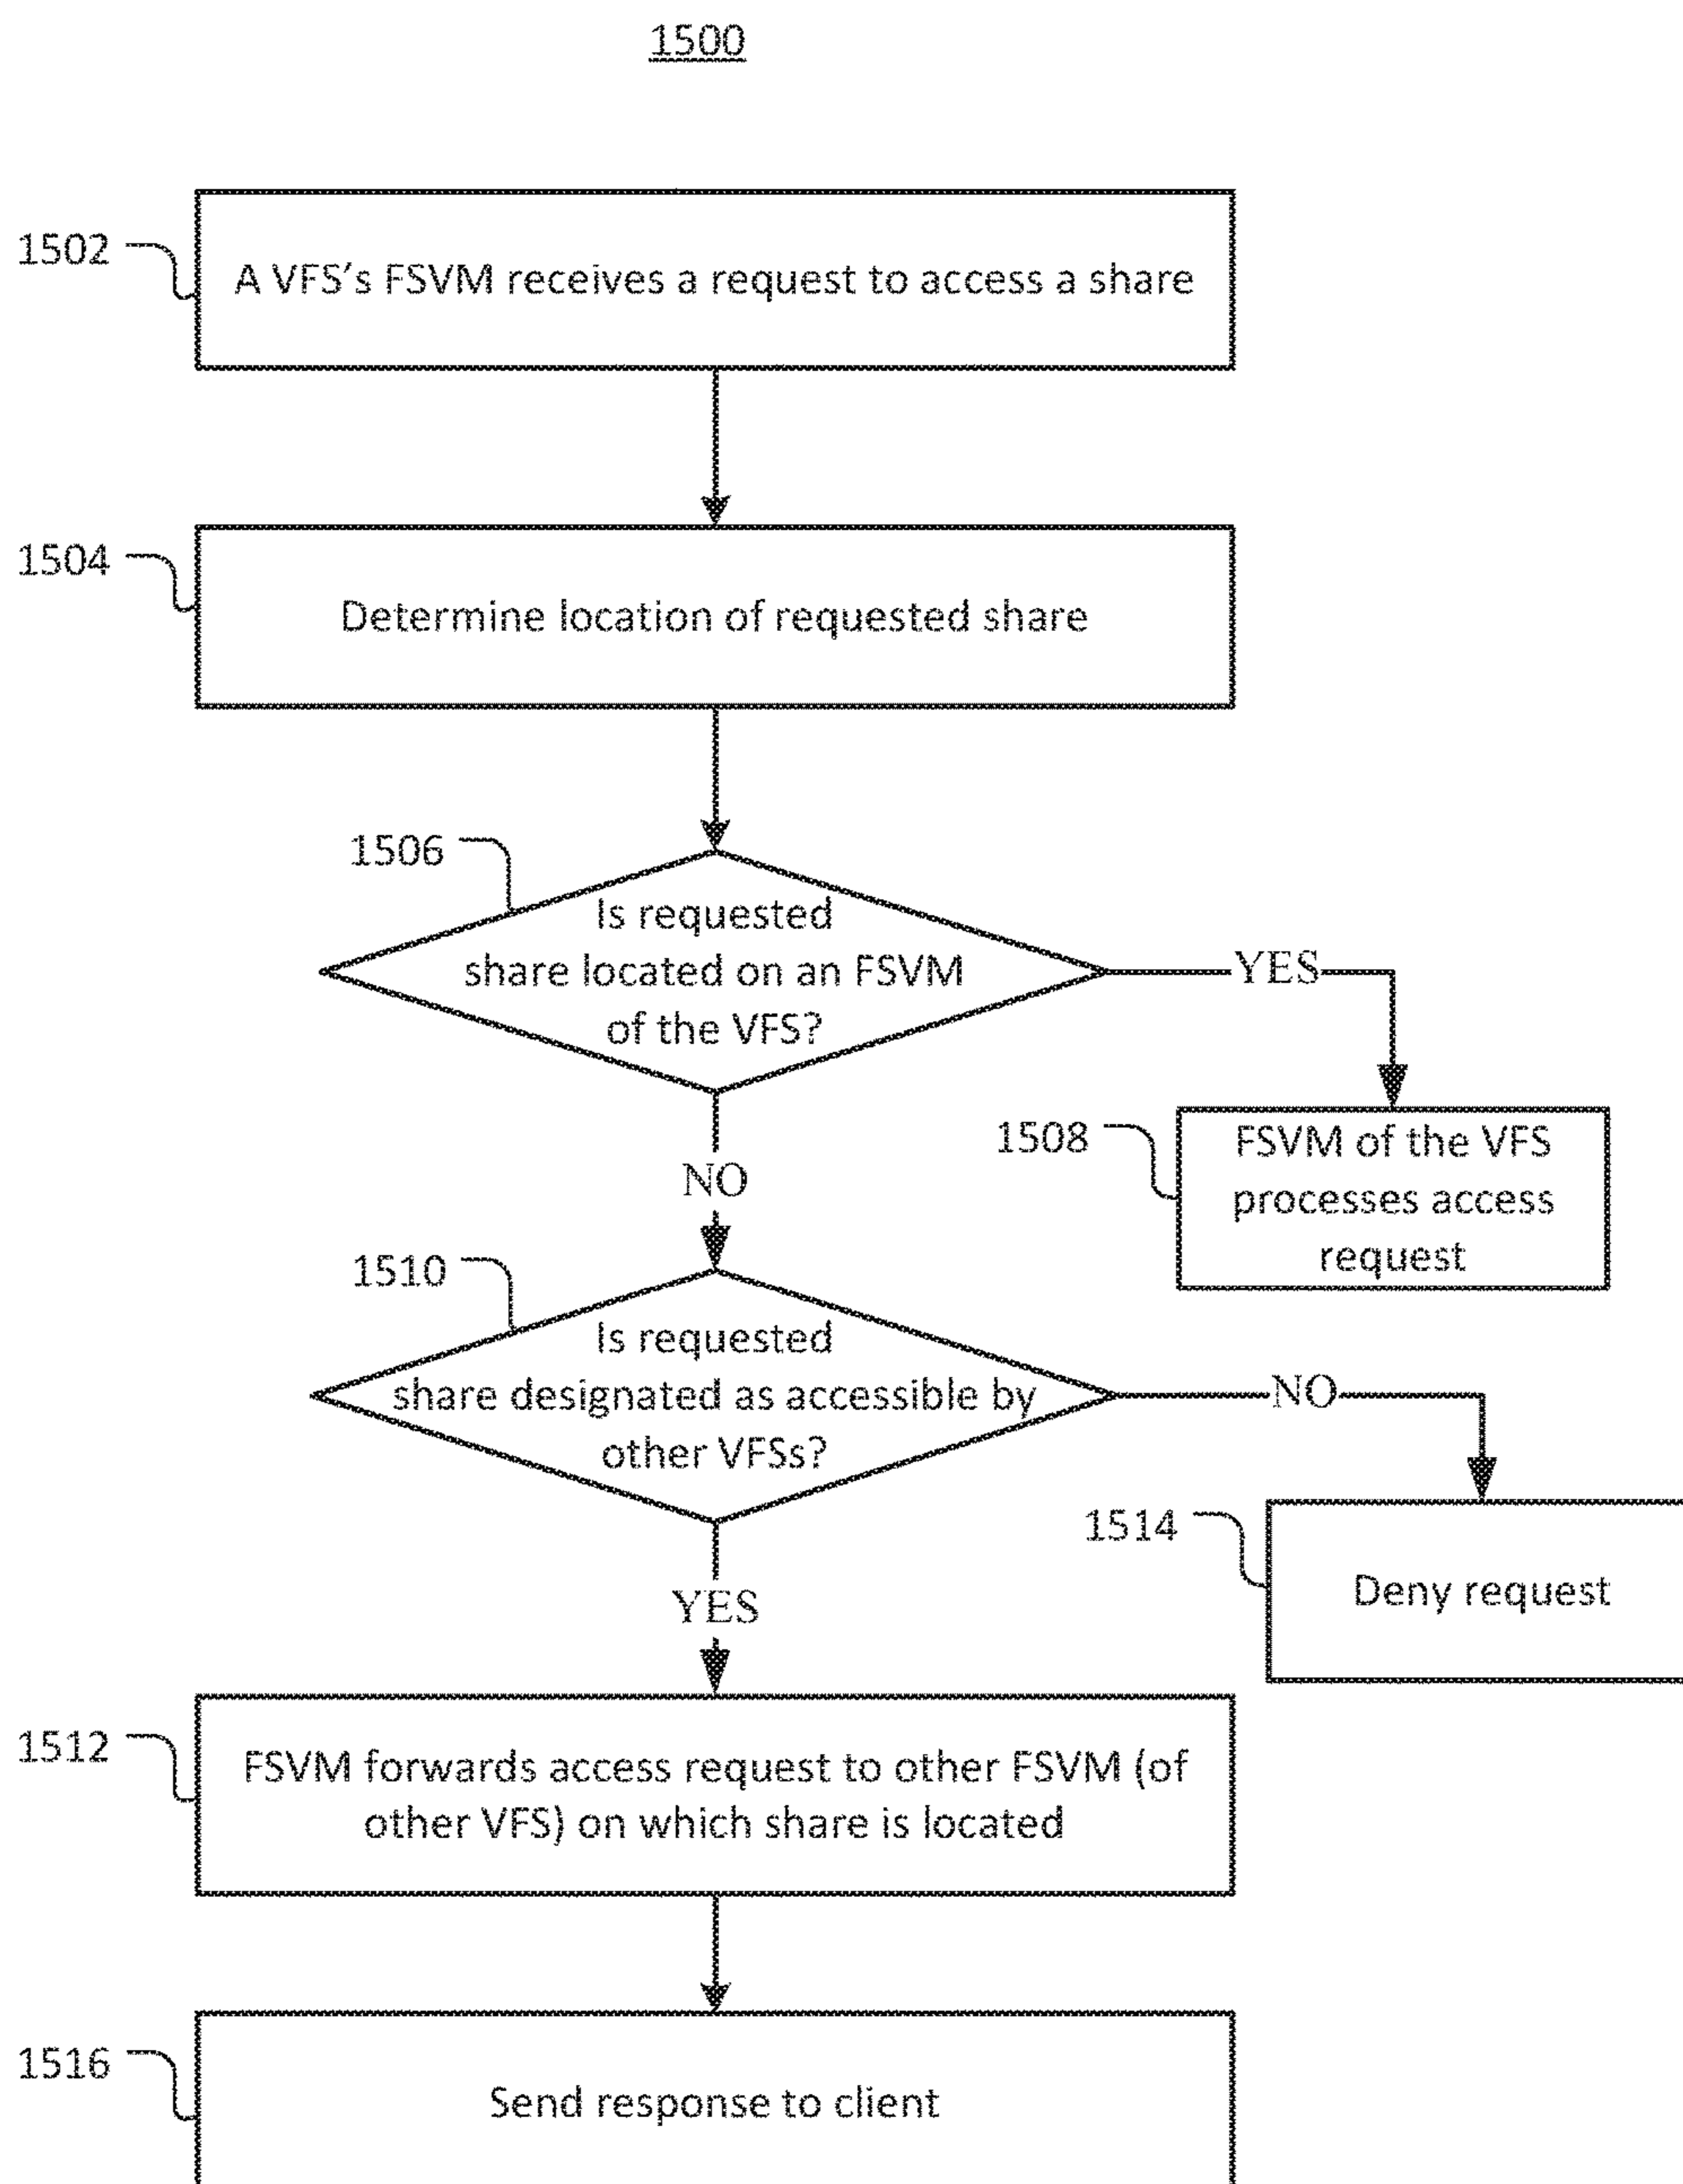 1500
1502
A VFS's FSVM receives a request to access a share
1504
Determine location of requested share
1506
Is requested
share located on an FSVM
of the VFS?
YES
1508
FSVM of the VFS
processes access
request
NO
1510
Is requested
share designated as accessible by
other VFSs?
NO
1514
Deny request
YES
1512
FSVM forwards access request to other FSVM (of
other VFS) on which share is located
1516
Send response to client